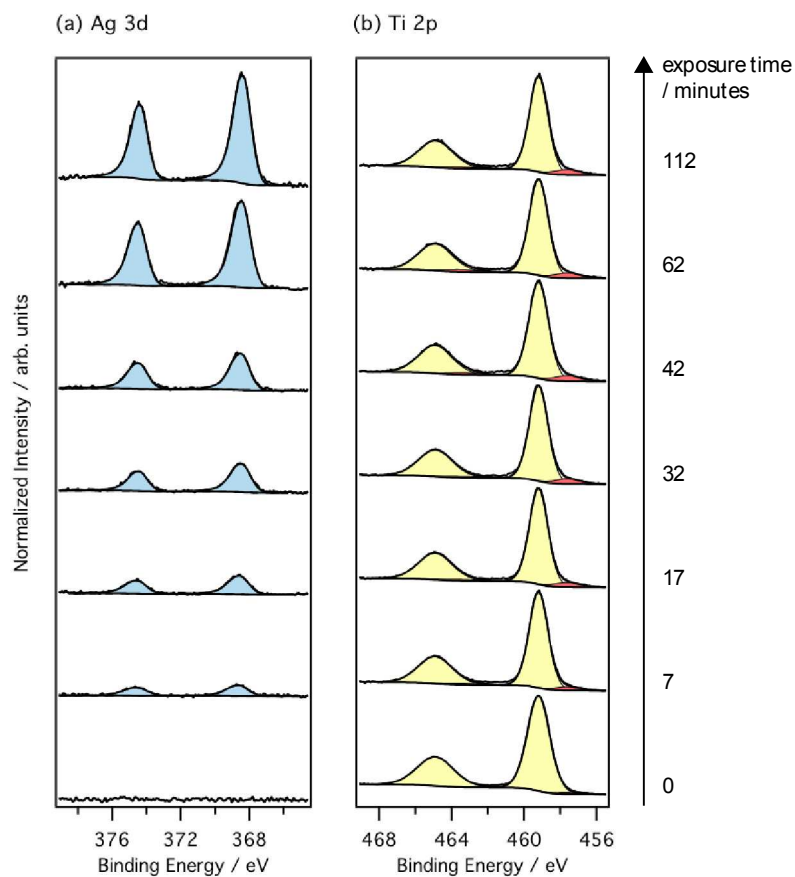 (a) Ag 3d
(b) Ti 2p
exposure time
/ minutes
112
62
42
32
17
7
0
Normalized Intensity / arb. units
376 372 368
468 464 460 456
Binding Energy / eV
Binding Energy / eV